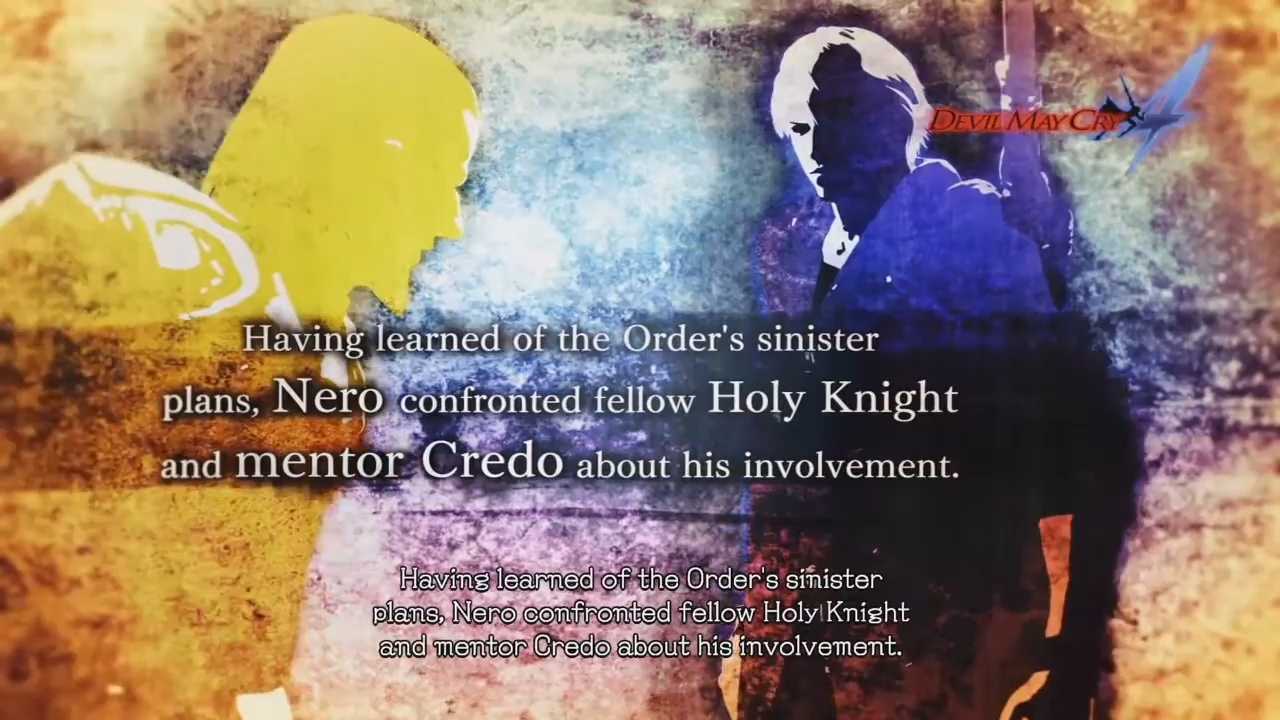 DEVIL MAY CRY 4
Having learned of the Order's sinister
plans, Nero confronted fellow Holy Knight
and mentor Credo about his involvement.
Having learned of the Order's sinister
plans, Nero confronted fellow Holy Knight
and mentor Credo about his involvement.